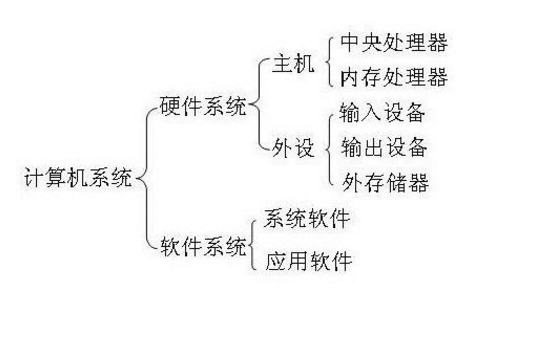 计算机系统
硬件系统
主机
中央处理器
内存处理器
外设
输入设备
输出设备
外存储器
软件系统
系统软件
应用软件